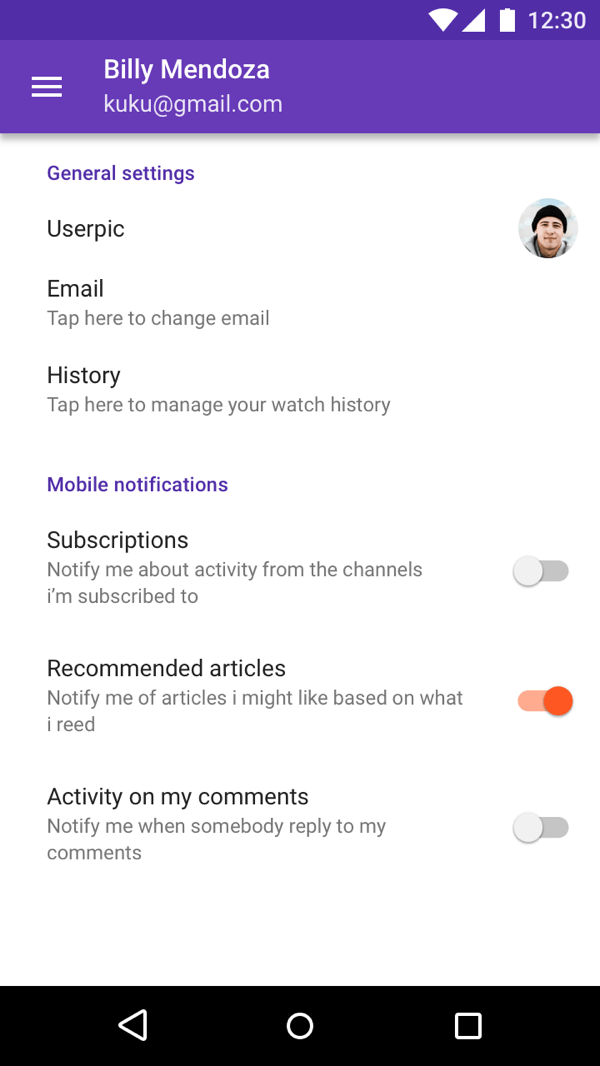 12:30
Billy Mendoza
kuku@gmail.com
General settings
Userpic
Email
Tap here to change email
History
Tap here to manage your watch history
Mobile notifications
Subscriptions
Notify me about activity from the channels
i’m subscribed to
Recommended articles
Notify me of articles i might like based on what
i reed
Activity on my comments
Notify me when somebody reply to my
comments